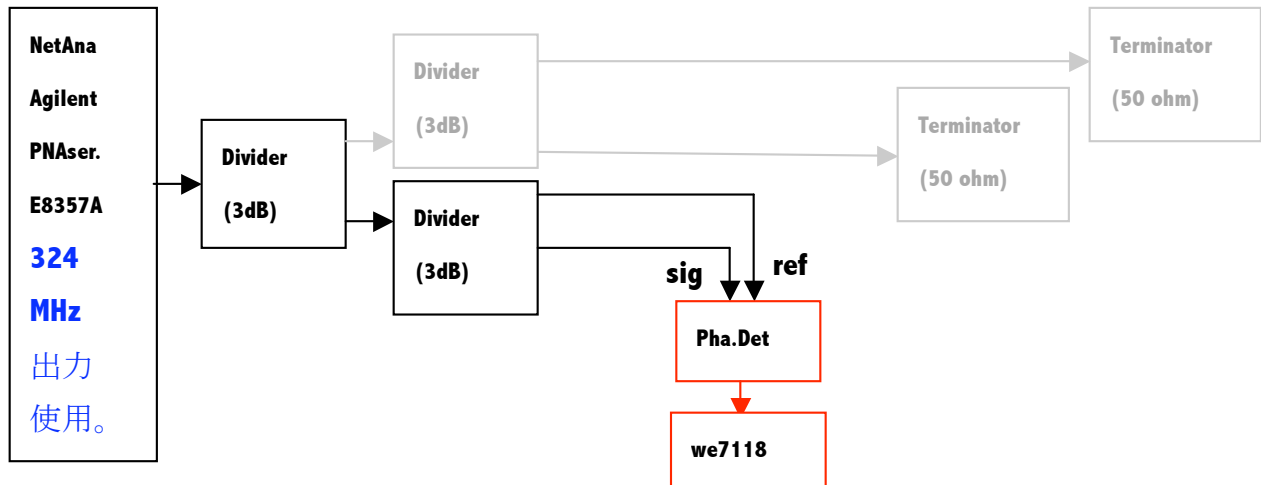 NetAna
Agilent
PNAser.
E8357A
324
MHz
出力
使用。
Divider
(3dB)
Divider
(3dB)
Divider
(3dB)
Terminator
(50 ohm)
Terminator
(50 ohm)
sig
ref
Pha.Det
we7118